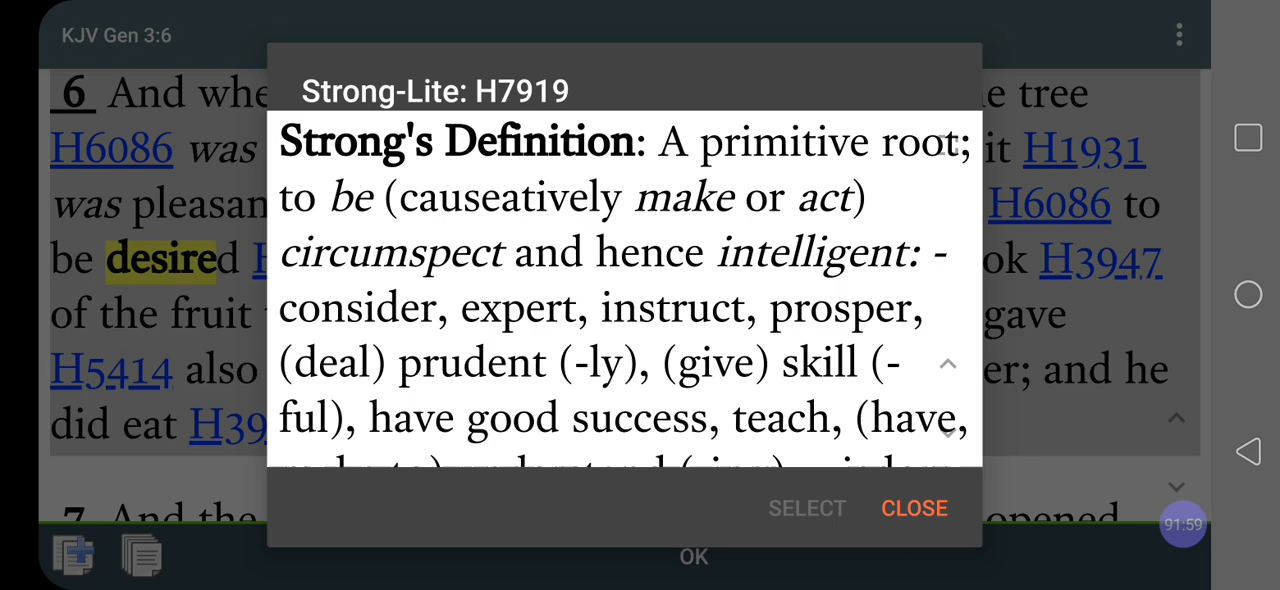 KJV Gen 3:6
Strong-Lite: H7919
Strong's Definition: A primitive root;
to be (causeatively make or act)
circumspect and hence intelligent: -
consider, expert, instruct, prosper,
(deal) prudent (-ly), (give) skill (-
ful), have good success, teach, (have,
SELECT CLOSE
6 And whe
e tree
H6086 was
it H1931
was pleasan
H6086 to
be desired
ok H3947
of the fruit
gave
H5414 also
er; and he
did eat H39
7 And the
opened
91:59
OK